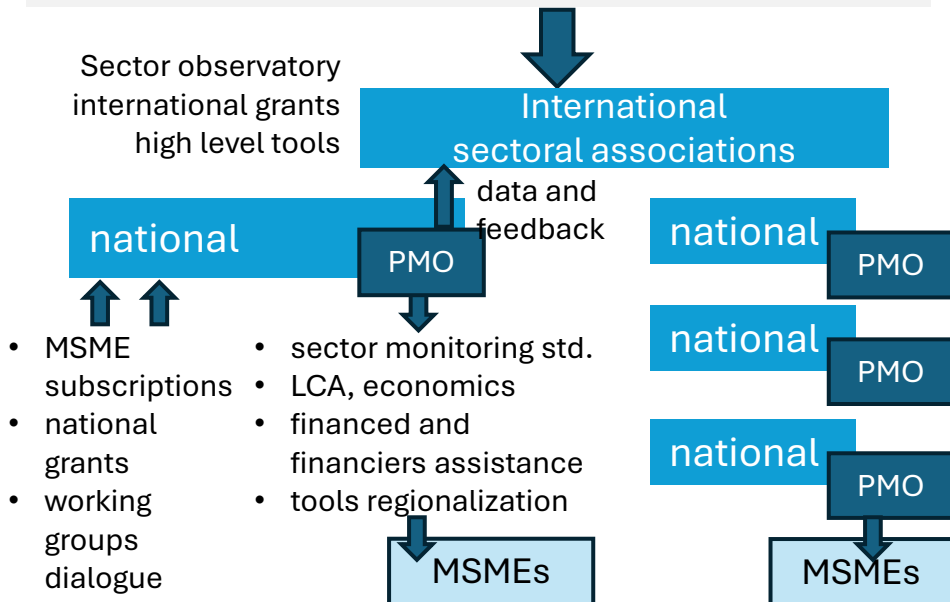 Sector observatory
international grants
high level tools
International
sectoral associations
data and
feedback
national
PMO
• MSME
subscriptions
• national
grants
• working
groups
dialogue
• sector monitoring std.
• LCA, economics
• financed and
financiers assistance
• tools regionalization
MSMEs
national
PMO
national
PMO
national
PMO
MSMEs